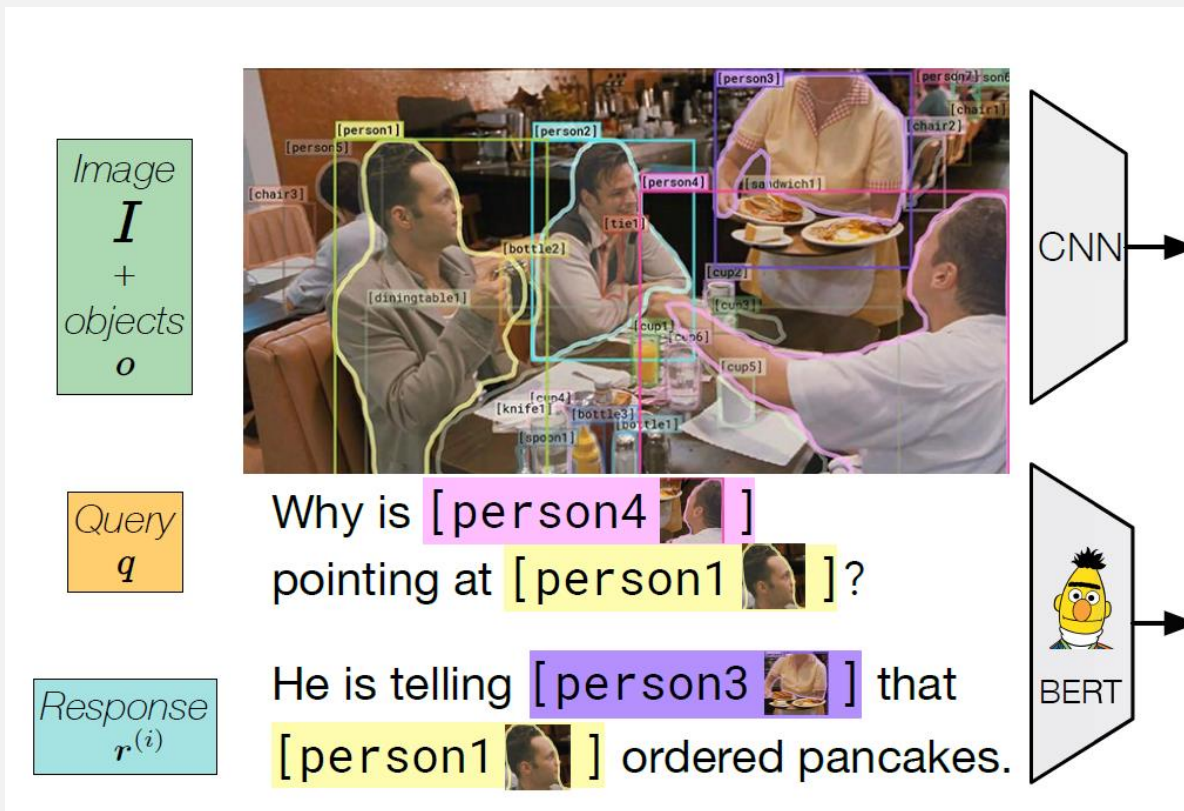 Image
I
+
objects
o
[person3]
[person7]
son6
[chair1]
[chair2]
[person1]
[person2]
[person5]
[person4]
[sandwich1]
[chair3]
[tie1]
[bottle2]
[cup2]
[diningtable1]
[cup3]
[cup1]
[cup6]
[cup5]
[cup4]
[knife1]
[bottle3]
[bottle1]
[spoon1]
CNN
Query
q
Why is [person4 ]
pointing at [person1 ]?
Response
r(i)
He is telling [person3 ] that
[person1 ] ordered pancakes.
BERT